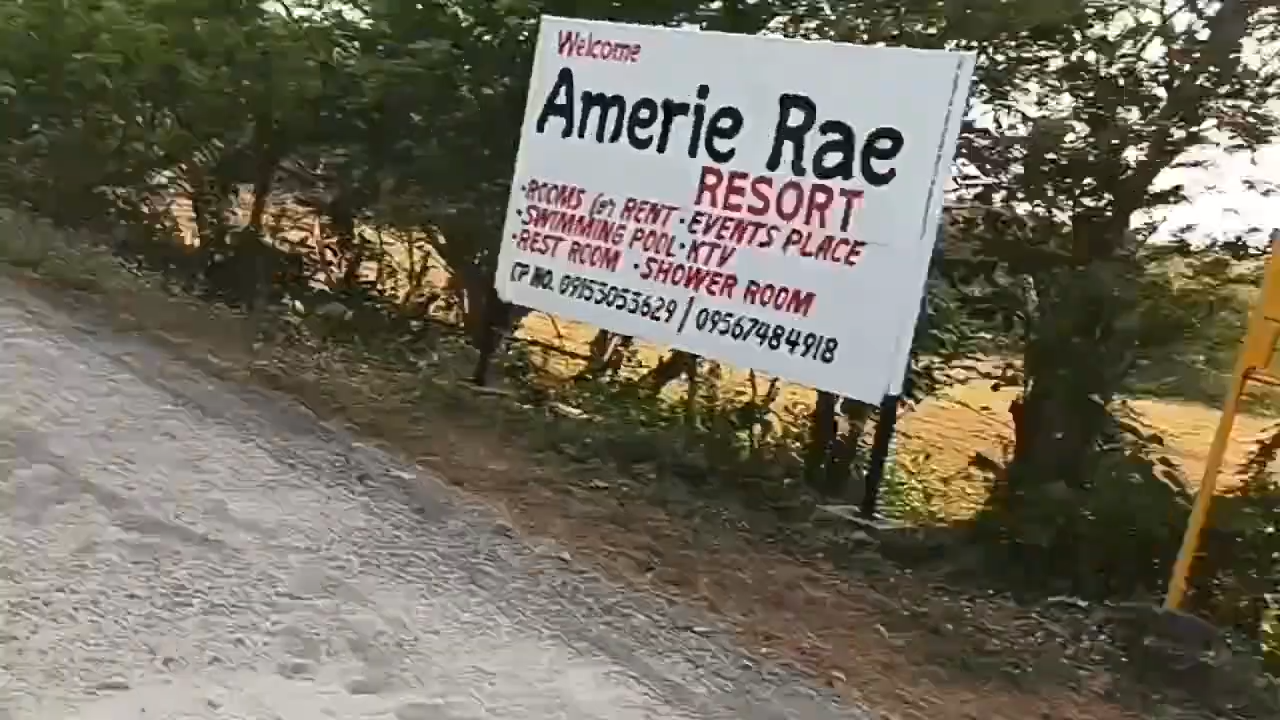 Welcome
Amerie Rae
RESORT
•ROOMS for RENT •EVENTS PLACE
•SWIMMING POOL •KTV
•REST ROOM •SHOWER ROOM
CP NO. 09153053629 / 09567484918